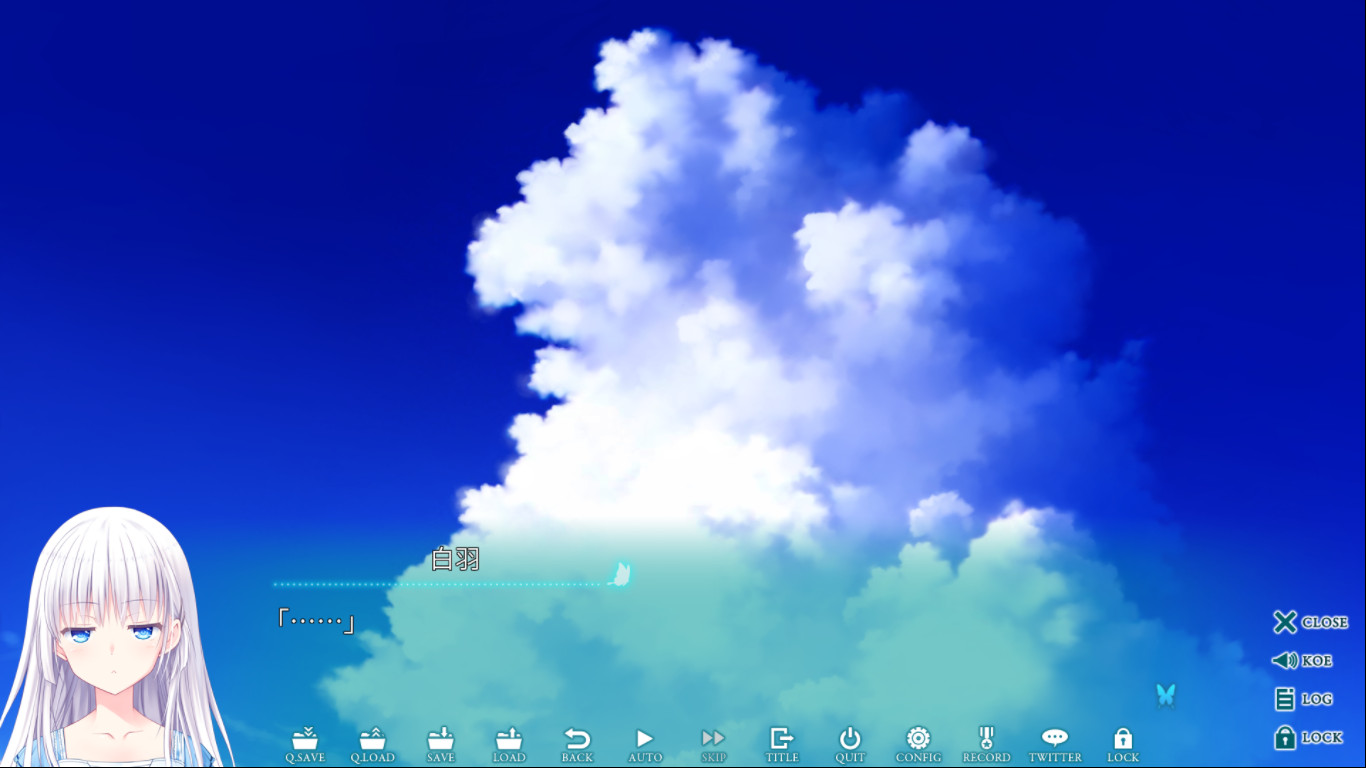 白羽
「……」
CLOSE
KOE
LOG
LOCK
Q.SAVE Q.LOAD SAVE LOAD BACK AUTO SKIP TITLE QUIT CONFIG RECORD TWITTER LOCK